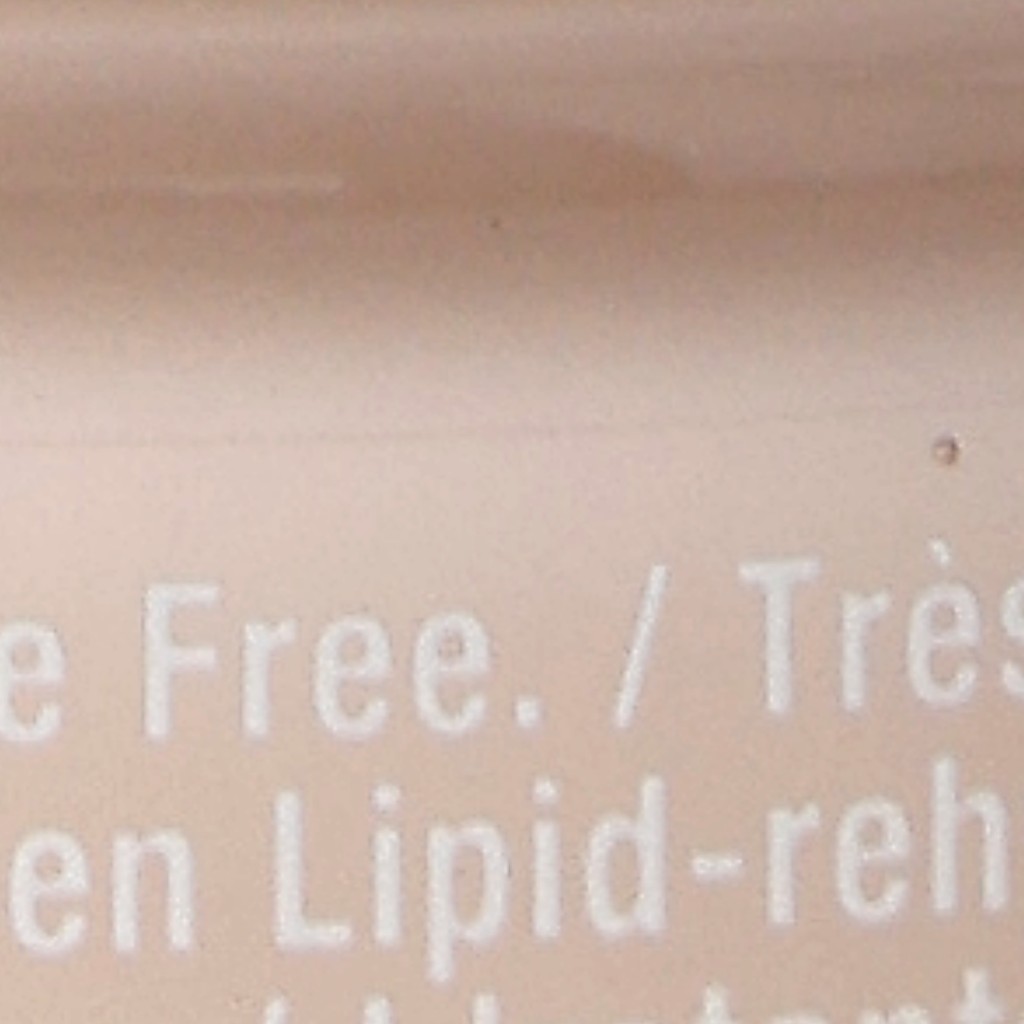 e Free. / Très
en Lipid-reh